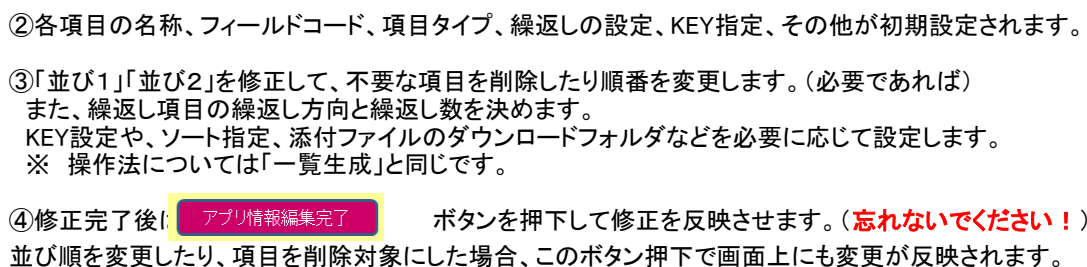 ②各項目の名称、フィールドコード、項目タイプ、繰返しの設定、KEY指定、その他が初期設定されます。
③「並び１」「並び２」を修正して、不要な項目を削除したり順番を変更します。（必要であれば）
また、繰返し項目の繰返し方向と繰返し数を決めます。
KEY設定や、ソート指定、添付ファイルのダウンロードフォルダなどを必要に応じて設定します。
※　操作法については「一覧生成」と同じです。
④修正完了後 アプリ情報編集完了 ボタンを押下して修正を反映させます。（忘れないでください！）
並び順を変更したり、項目を削除対象にした場合、このボタン押下で画面上にも変更が反映されます。